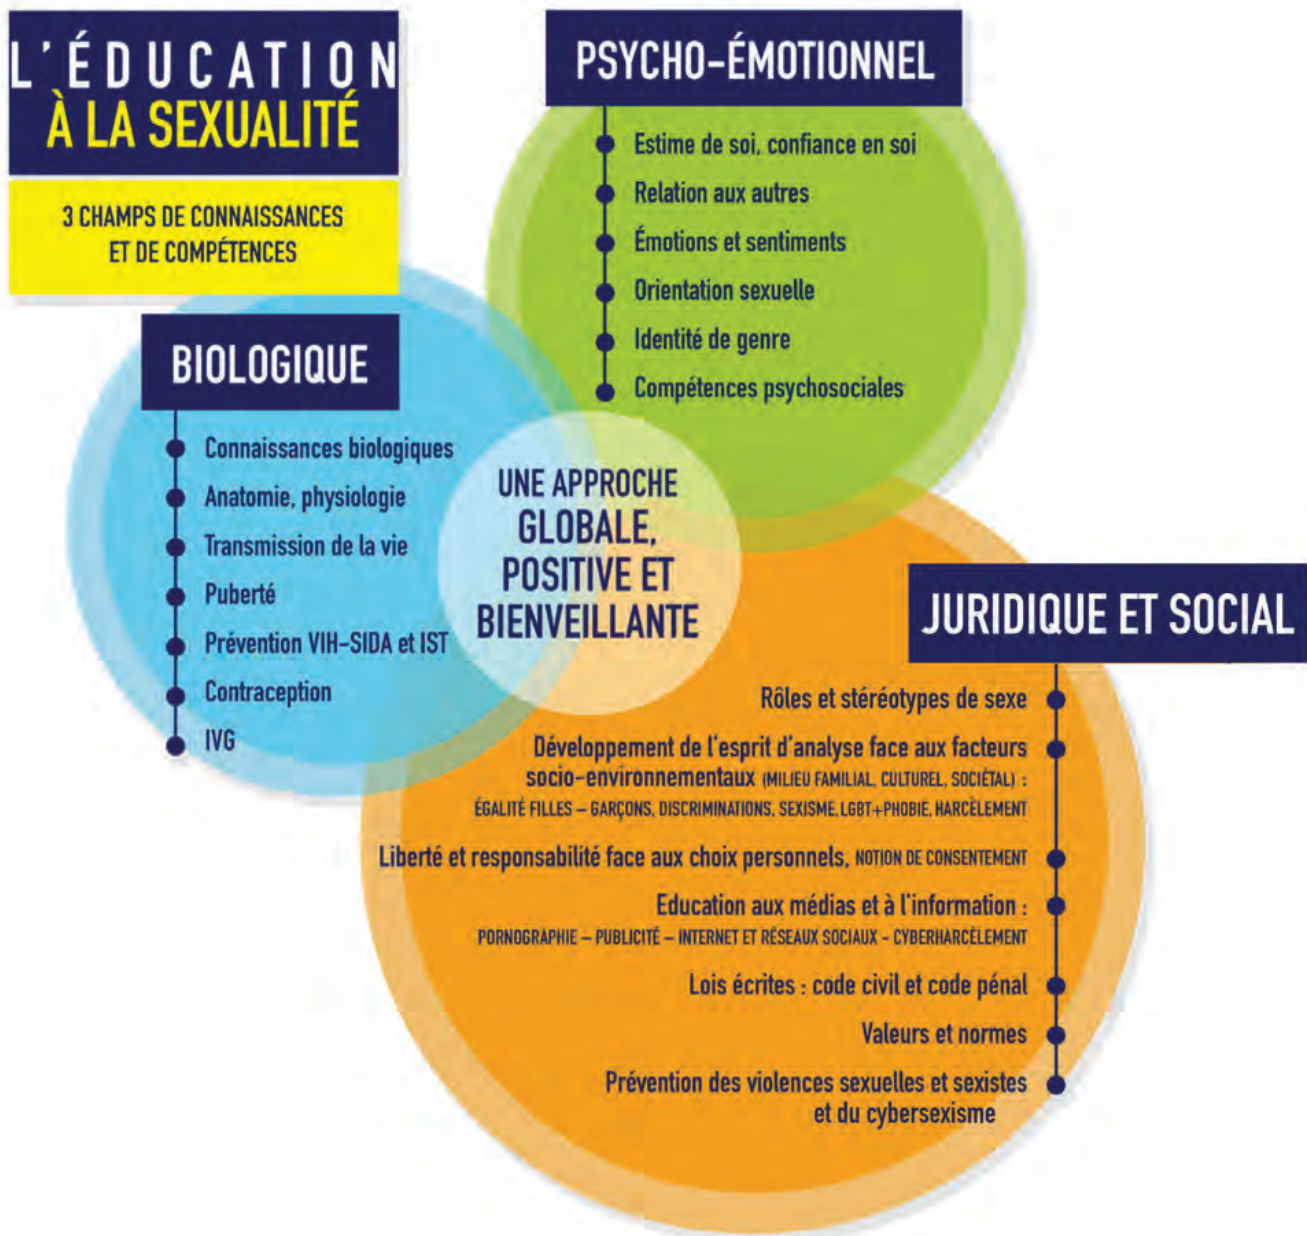 L'ÉDUCATION
À LA SEXUALITÉ
3 CHAMPS DE CONNAISSANCES
ET DE COMPÉTENCES
PSYCHO-ÉMOTIONNEL
Estime de soi, confiance en soi
Relation aux autres
Émotions et sentiments
Orientation sexuelle
Identité de genre
Compétences psychosociales
BIOLOGIQUE
Connaissances biologiques
Anatomie, physiologie
Transmission de la vie
Puberté
Prévention VIH-SIDA et IST
Contraception
IVG
UNE APPROCHE
GLOBALE,
POSITIVE ET
BIENVEILLANTE
JURIDIQUE ET SOCIAL
Rôles et stéréotypes de sexe
Développement de l'esprit d'analyse face aux facteurs
socio-environnementaux (MILIEU FAMILIAL, CULTUREL, SOCIÉTAL) :
ÉGALITÉ FILLES – GARÇONS, DISCRIMINATIONS, SEXISME, LGBT+PHOBIE, HARCÈLEMENT
Liberté et responsabilité face aux choix personnels, NOTION DE CONSENTEMENT
Education aux médias et à l'information :
PORNOGRAPHIE – PUBLICITÉ – INTERNET ET RÉSEAUX SOCIAUX - CYBERHARCÈLEMENT
Lois écrites : code civil et code pénal
Valeurs et normes
Prévention des violences sexuelles et sexistes
et du cybersexisme